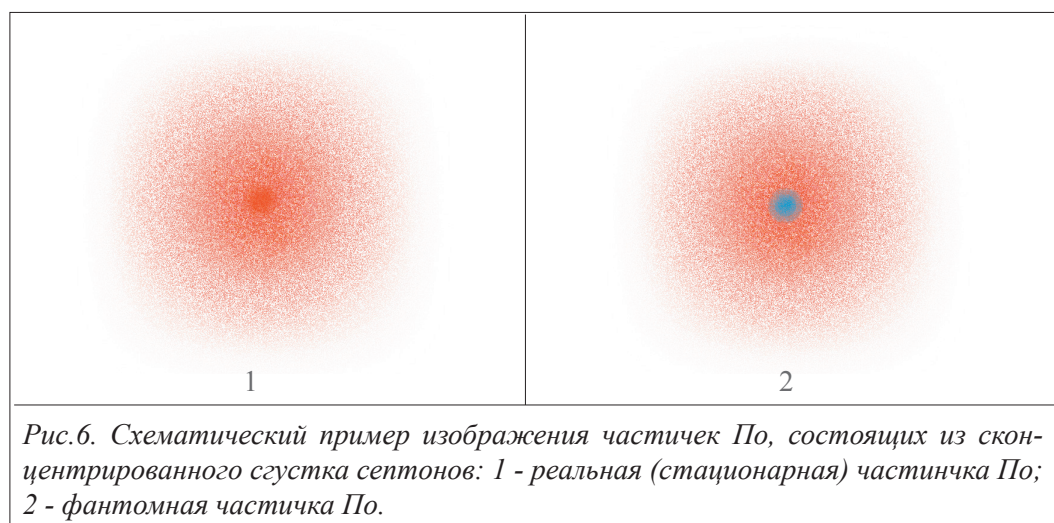 1
2
Рис.6. Схематический пример изображения частичек По, состоящих из скон-
центрированного сгустка септонов: 1 - реальная (стационарная) частинчка По;
2 - фантомная частичка По.